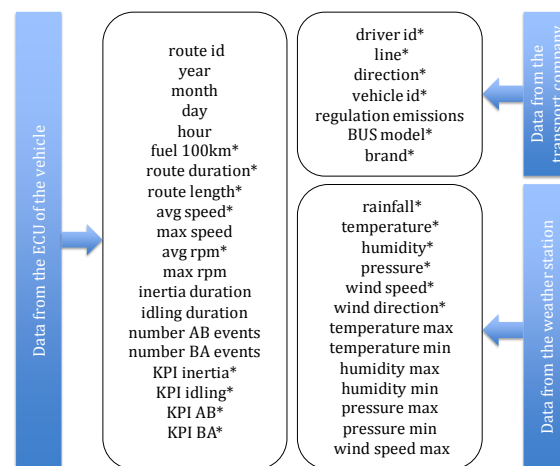 Data from the ECU of the vehicle
route id
year
month
day
hour
fuel 100km*
route duration*
route length*
avg speed*
max speed
avg rpm*
max rpm
inertia duration
idling duration
number AB events
number BA events
KPI inertia*
KPI idling*
KPI AB*
KPI BA*
driver id*
line*
direction*
vehicle id*
regulation emissions
BUS model*
brand*
Data from the
transport company
rainfall*
temperature*
humidity*
pressure*
wind speed*
wind direction*
temperature max
temperature min
humidity max
humidity min
pressure max
pressure min
wind speed max
Data from the weather station